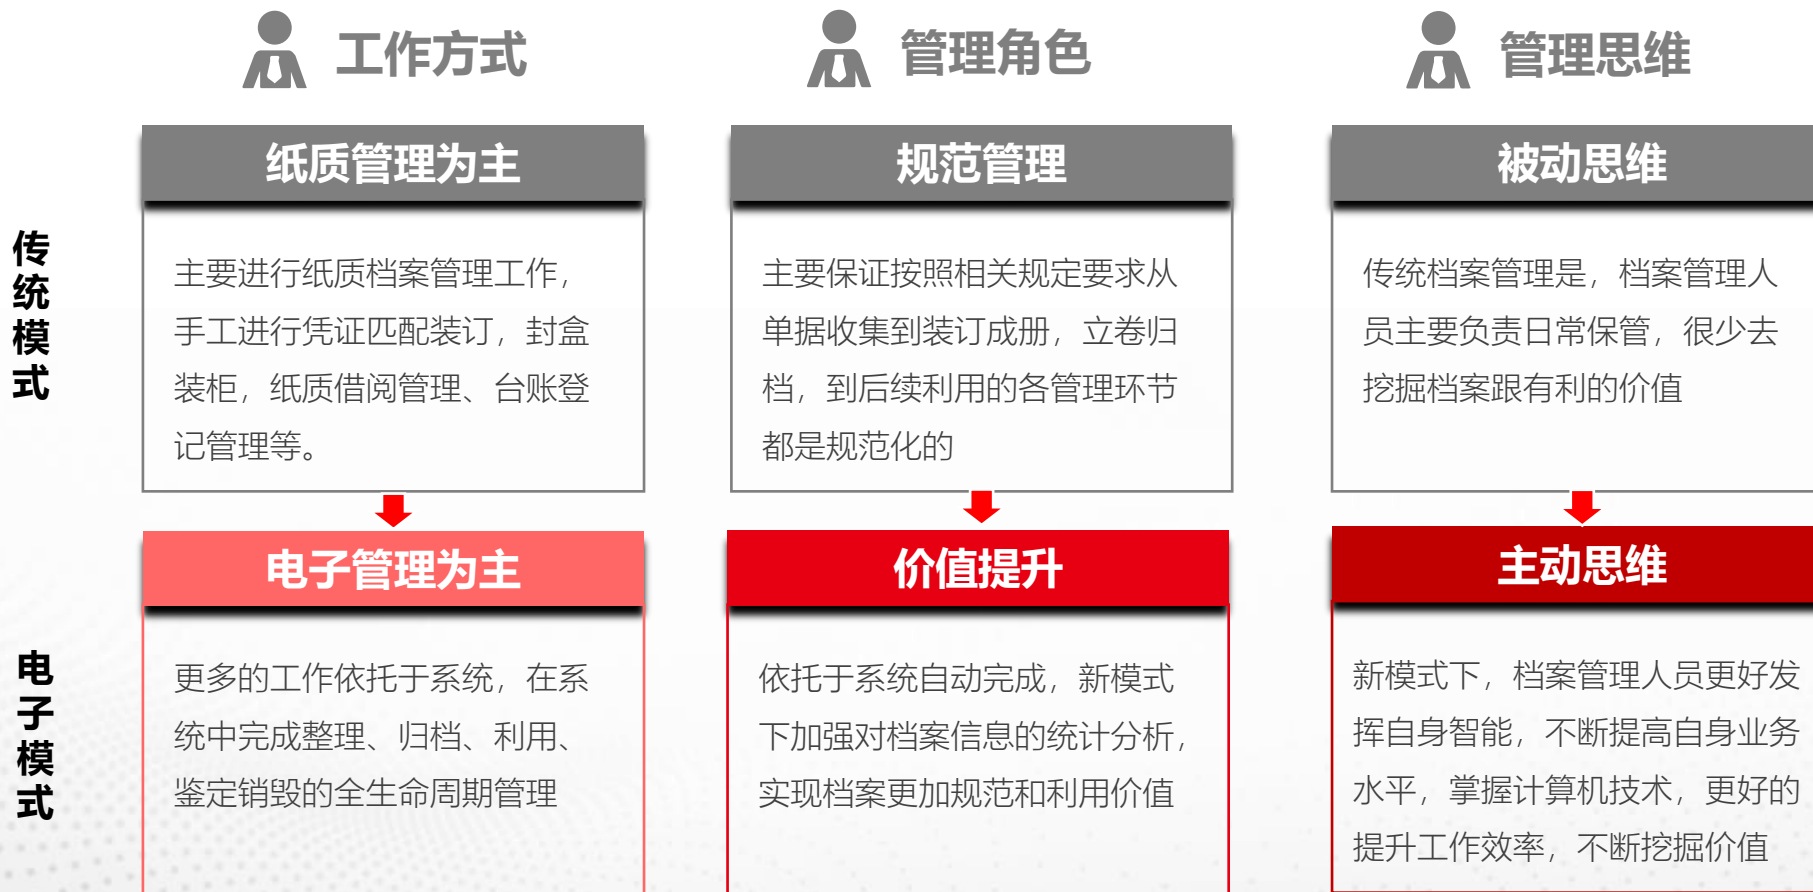 工作方式
管理角色
管理思维
传统模式
纸质管理为主
主要进行纸质档案管理工作,
手工进行凭证匹配装订, 封盒
装柜, 纸质借阅管理、台账登
记管理等。
规范管理
主要保证按照相关规定要求从
单据收集到装订成册, 立卷归
档, 到后续利用的各管理环节
都是规范化的
被动思维
传统档案管理是, 档案管理人
员主要负责日常保管, 很少去
挖掘档案跟有利的价值
电子模式
电子管理为主
更多的工作依托于系统, 在系
统中完成整理、归档、利用、
鉴定销毁的全生命周期管理
价值提升
依托于系统自动完成, 新模式
下加强对档案信息的统计分析,
实现档案更加规范和利用价值
主动思维
新模式下, 档案管理人员更好发
挥自身智能, 不断提高自身业务
水平, 掌握计算机技术, 更好的
提升工作效率, 不断挖掘价值